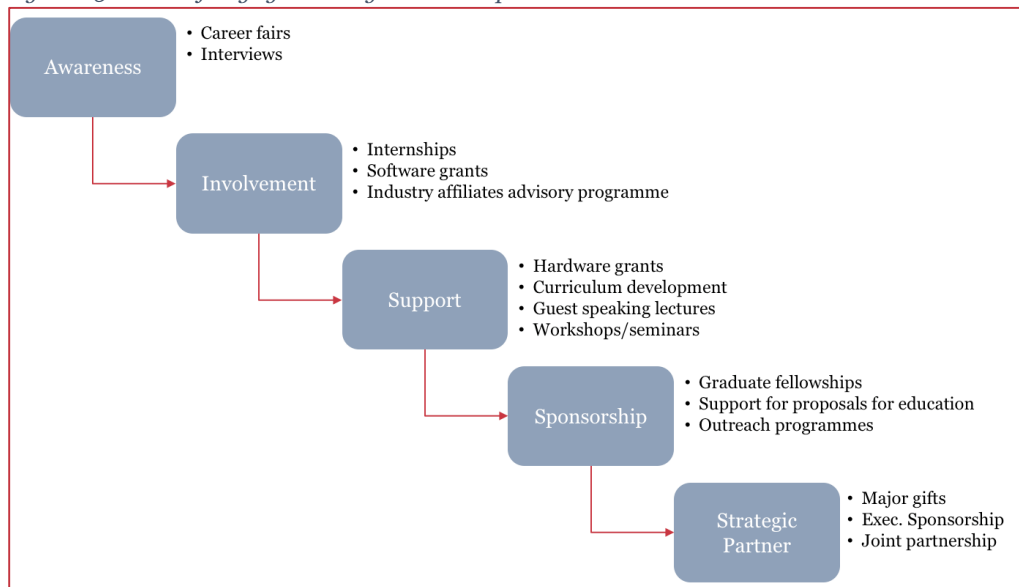 Awareness
• Career fairs
• Interviews
Involvement
• Internships
• Software grants
• Industry affiliates advisory programme
Support
• Hardware grants
• Curriculum development
• Guest speaking lectures
• Workshops/seminars
Sponsorship
• Graduate fellowships
• Support for proposals for education
• Outreach programmes
Strategic
Partner
• Major gifts
• Exec. Sponsorship
• Joint partnership